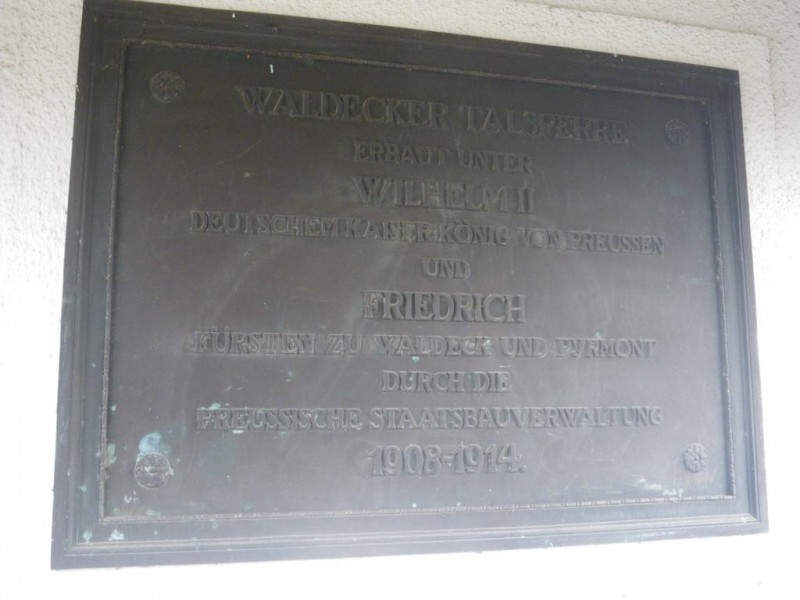 WALDECKER TALSPERRE
ERBAUT UNTER
WILHELM II
DEUTSCHEM KAISER·KÖNIG VON PREUSSEN
UND
FRIEDRICH
FÜRSTEN ZU WALDECK UND PYRMONT
DURCH DIE
PREUSSISCHE STAATSBAUVERWALTUNG
1908-1914.